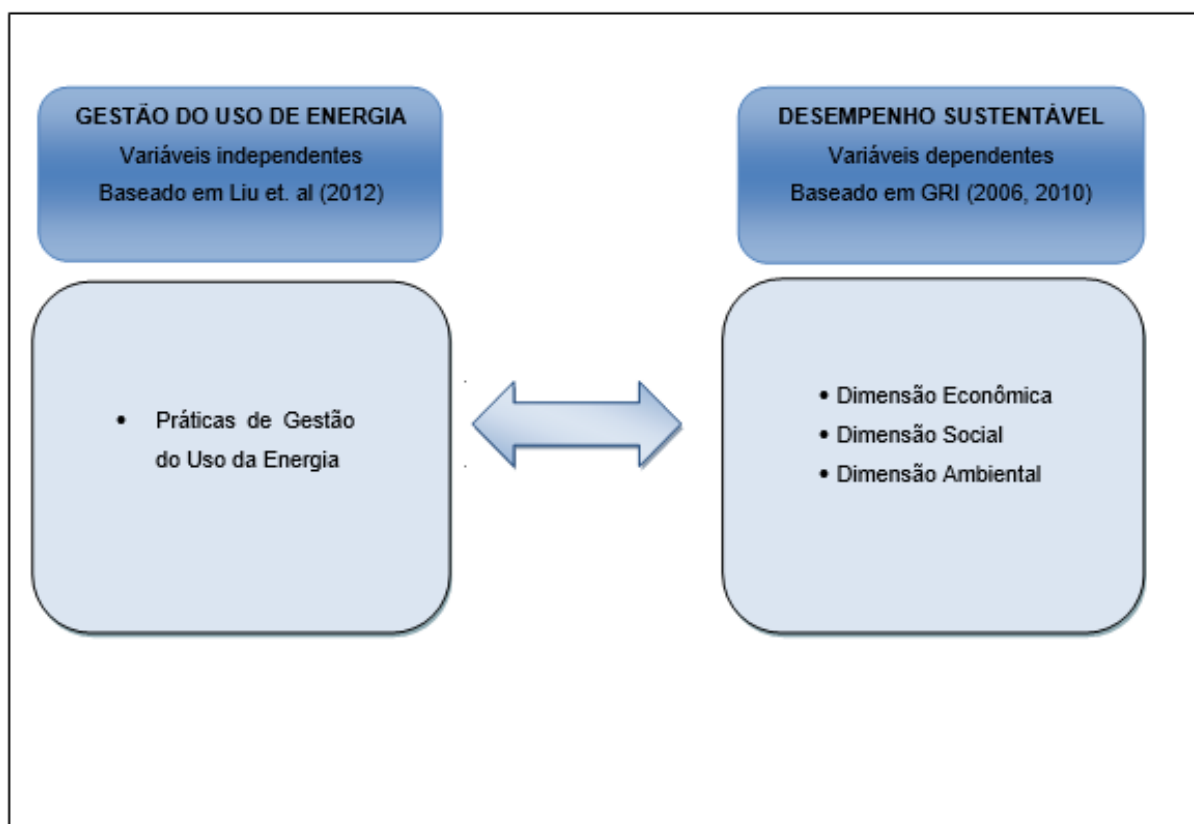 GESTÃO DO USO DE ENERGIA
Variáveis independentes
Baseado em Liu et. al (2012)
• Práticas de Gestão
do Uso da Energia
DESEMPENHO SUSTENTÁVEL
Variáveis dependentes
Baseado em GRI (2006, 2010)
• Dimensão Econômica
• Dimensão Social
• Dimensão Ambiental